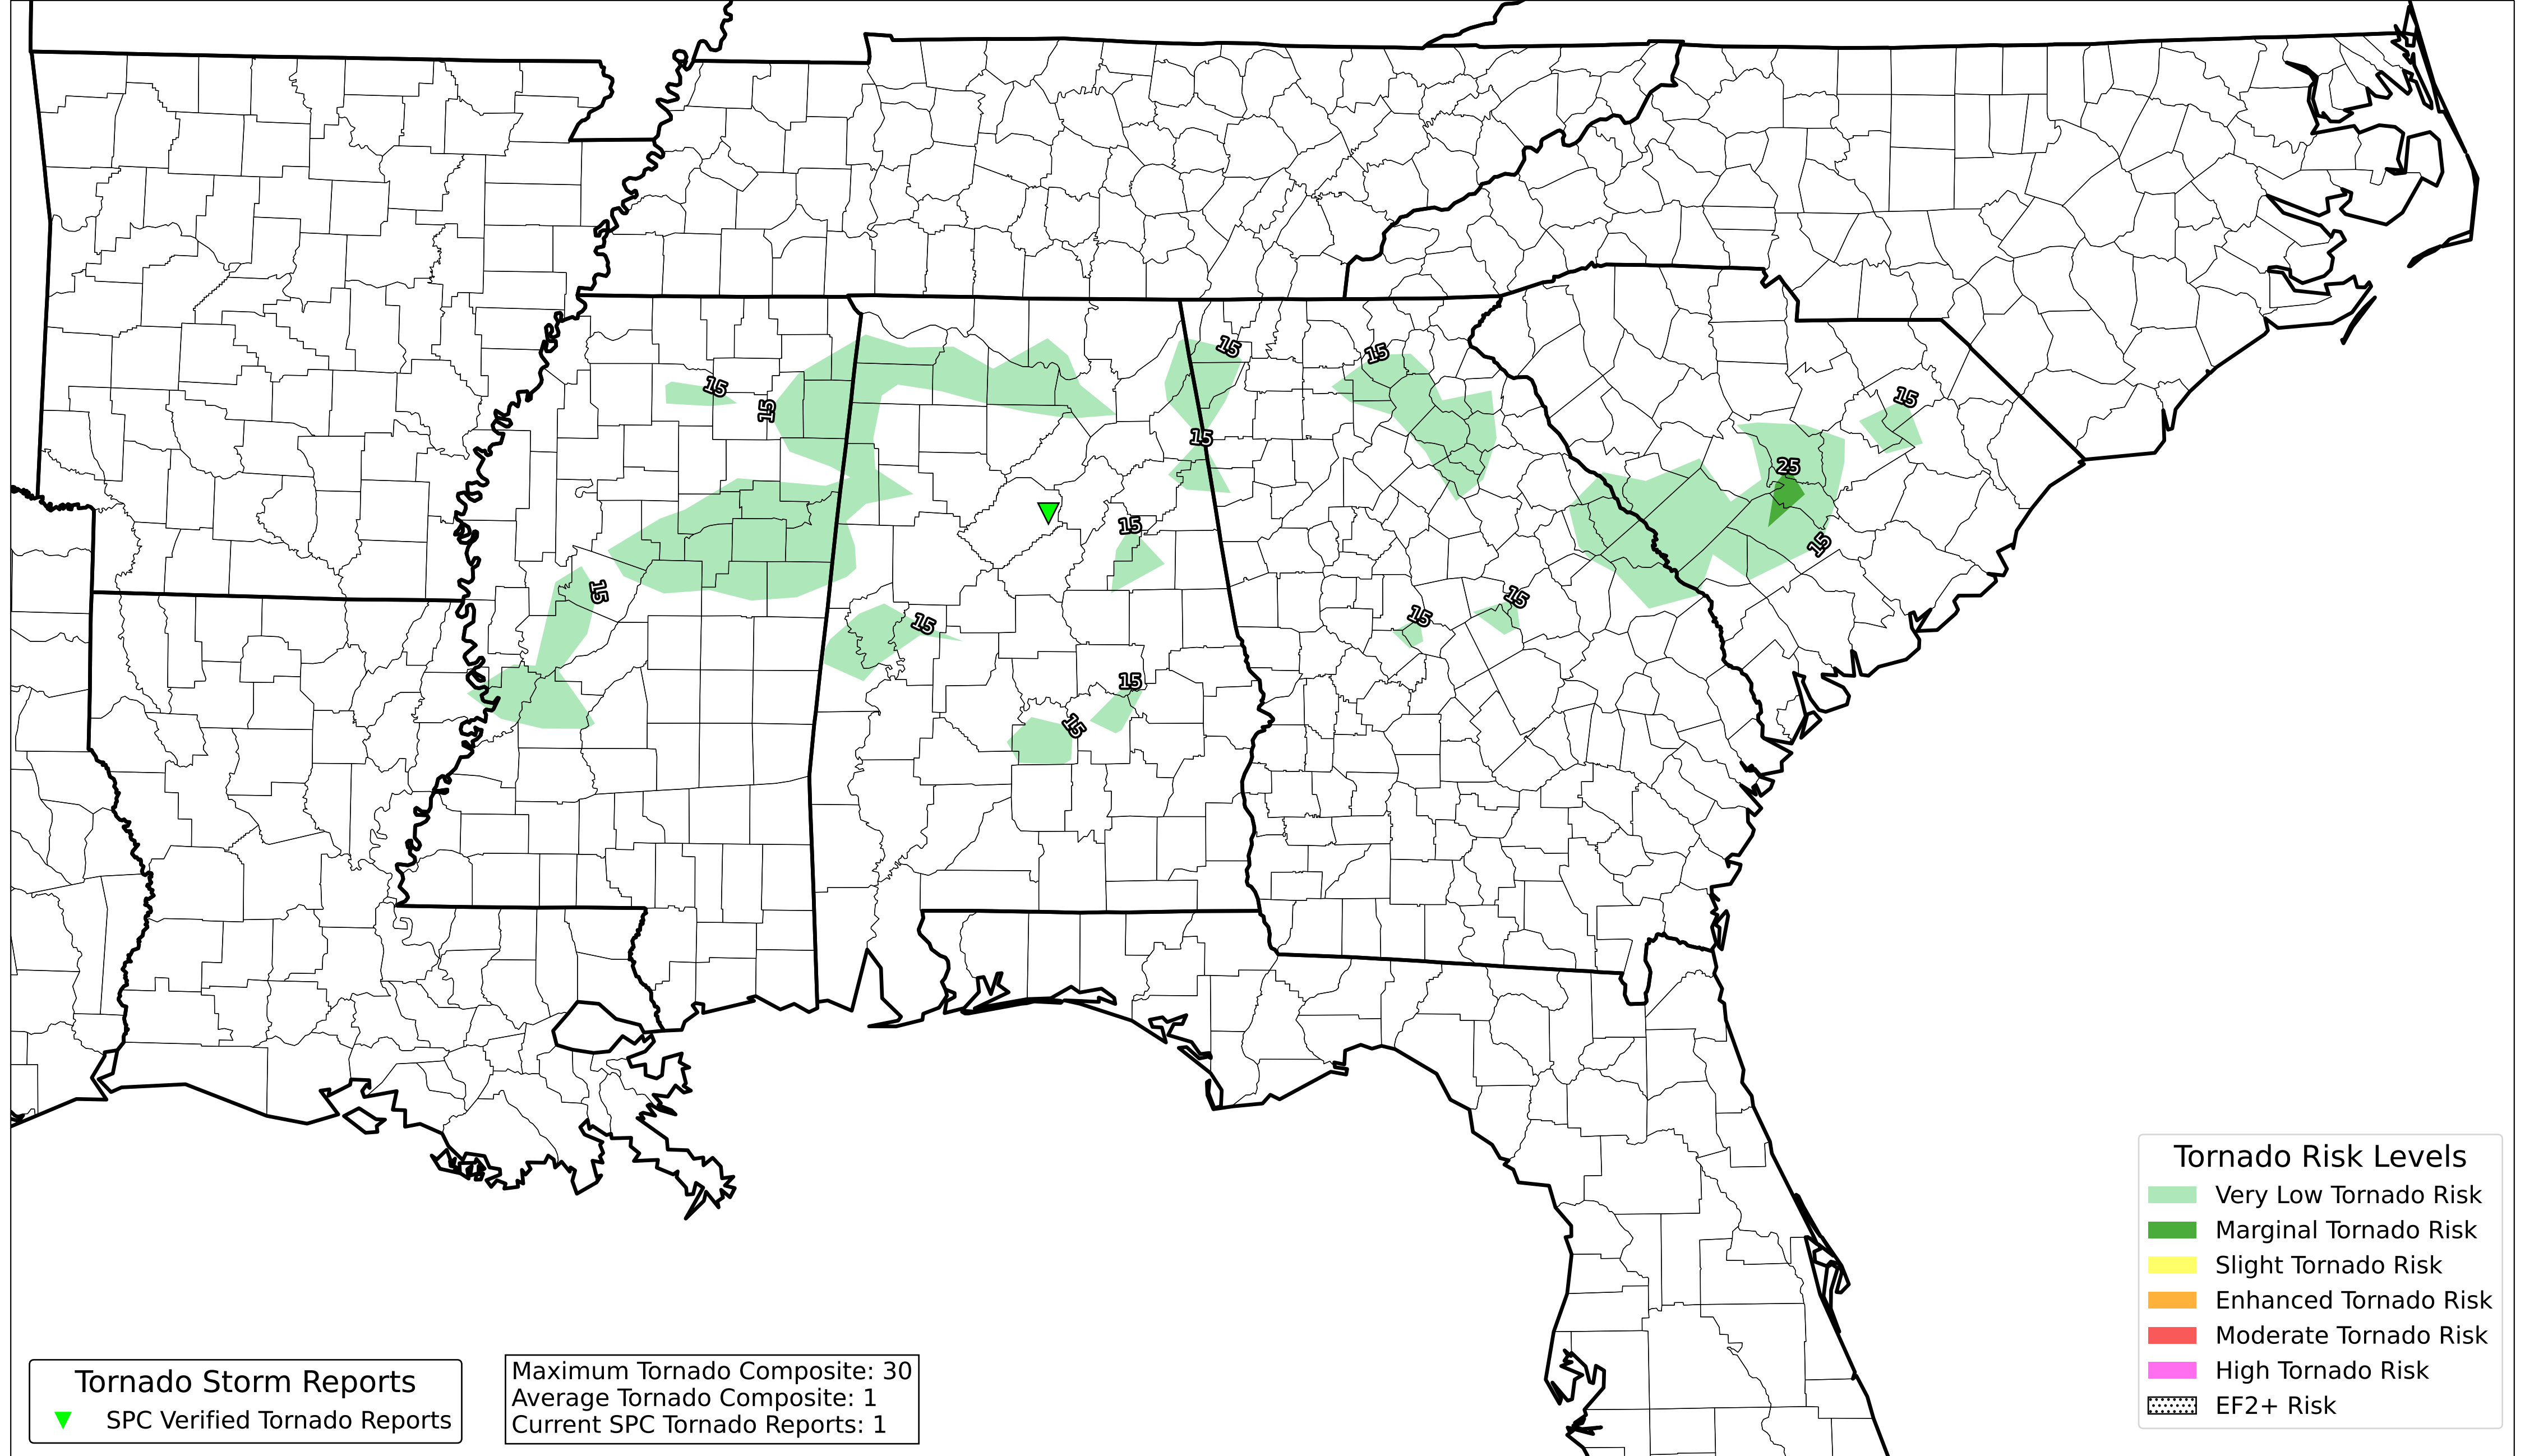 15
15
15
15
15
15
25
15
15
15
15
15
15
15
15
15
Tornado Storm Reports
SPC Verified Tornado Reports
Maximum Tornado Composite: 30
Average Tornado Composite: 1
Current SPC Tornado Reports: 1
Tornado Risk Levels
Very Low Tornado Risk
Marginal Tornado Risk
Slight Tornado Risk
Enhanced Tornado Risk
Moderate Tornado Risk
High Tornado Risk
EF2+ Risk